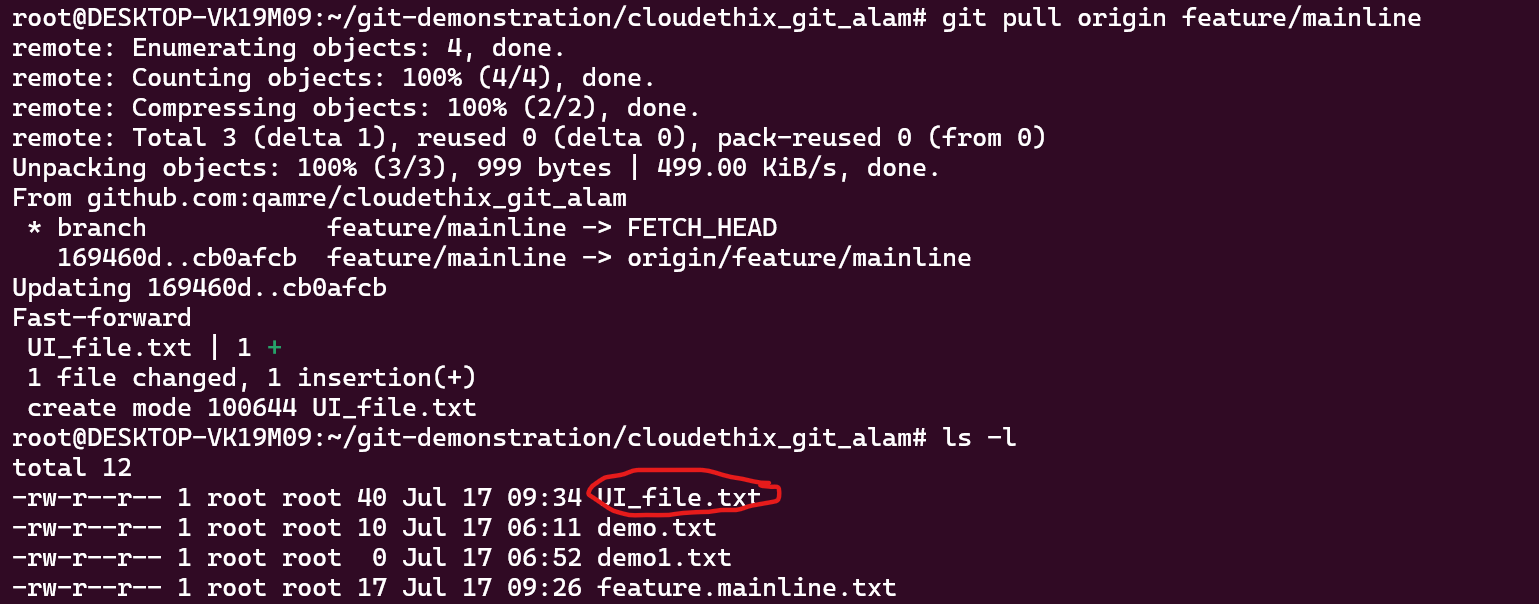 root@DESKTOP-VK19M09:~/git-demonstration/cloudethix_git_alam# git pull origin feature/mainline
remote: Enumerating objects: 4, done.
remote: Counting objects: 100% (4/4), done.
remote: Compressing objects: 100% (2/2), done.
remote: Total 3 (delta 1), reused 0 (delta 0), pack-reused 0 (from 0)
Unpacking objects: 100% (3/3), 999 bytes | 499.00 KiB/s, done.
From github.com:qamre/cloudethix_git_alam
 * branch            feature/mainline -> FETCH_HEAD
   169460d..cb0afcb  feature/mainline -> origin/feature/mainline
Updating 169460d..cb0afcb
Fast-forward
 UI_file.txt | 1 +
 1 file changed, 1 insertion(+)
 create mode 100644 UI_file.txt
root@DESKTOP-VK19M09:~/git-demonstration/cloudethix_git_alam# ls -l
total 12
-rw-r--r-- 1 root root 40 Jul 17 09:34 UI_file.txt
-rw-r--r-- 1 root root 10 Jul 17 06:11 demo.txt
-rw-r--r-- 1 root root  0 Jul 17 06:52 demo1.txt
-rw-r--r-- 1 root root 17 Jul 17 09:26 feature.mainline.txt